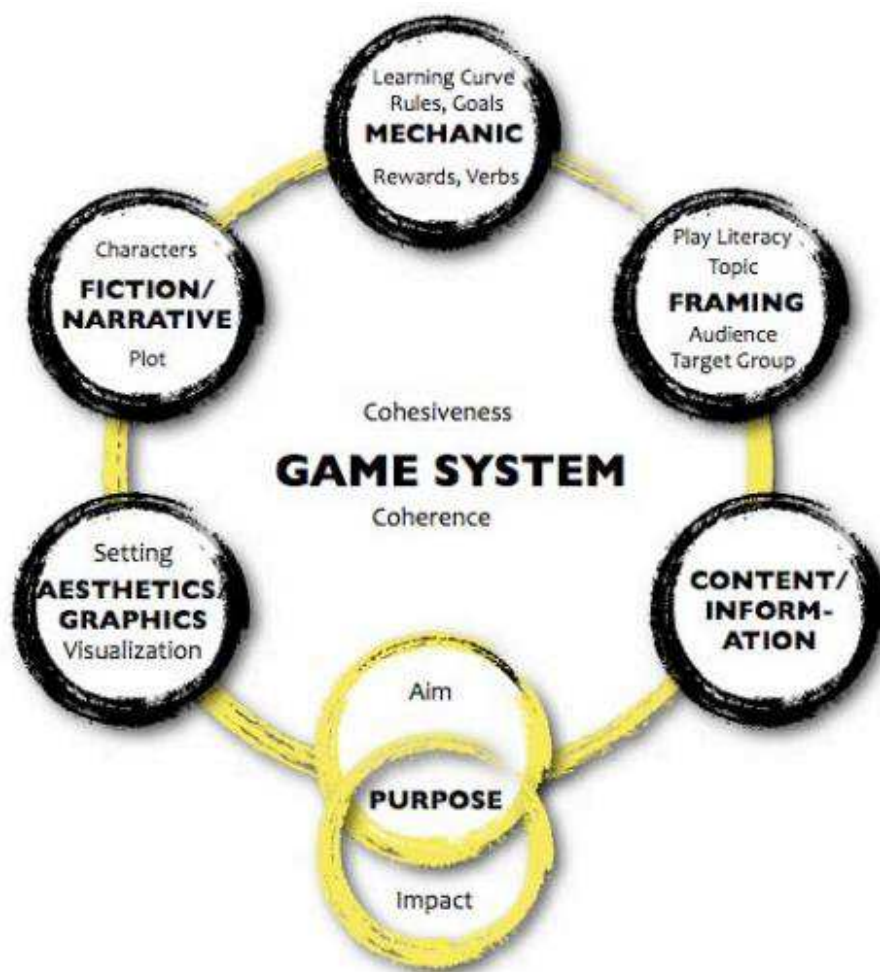 Learning Curve
Rules, Goals
MECHANIC
Rewards, Verbs
Characters
FICTION/
NARRATIVE
Plot
Play Literacy
Topic
FRAMING
Audience
Target Group
Cohesiveness
GAME SYSTEM
Coherence
Setting
AESTHETICS/
GRAPHICS
Visualization
CONTENT/
INFORM-
ATION
Aim
PURPOSE
Impact